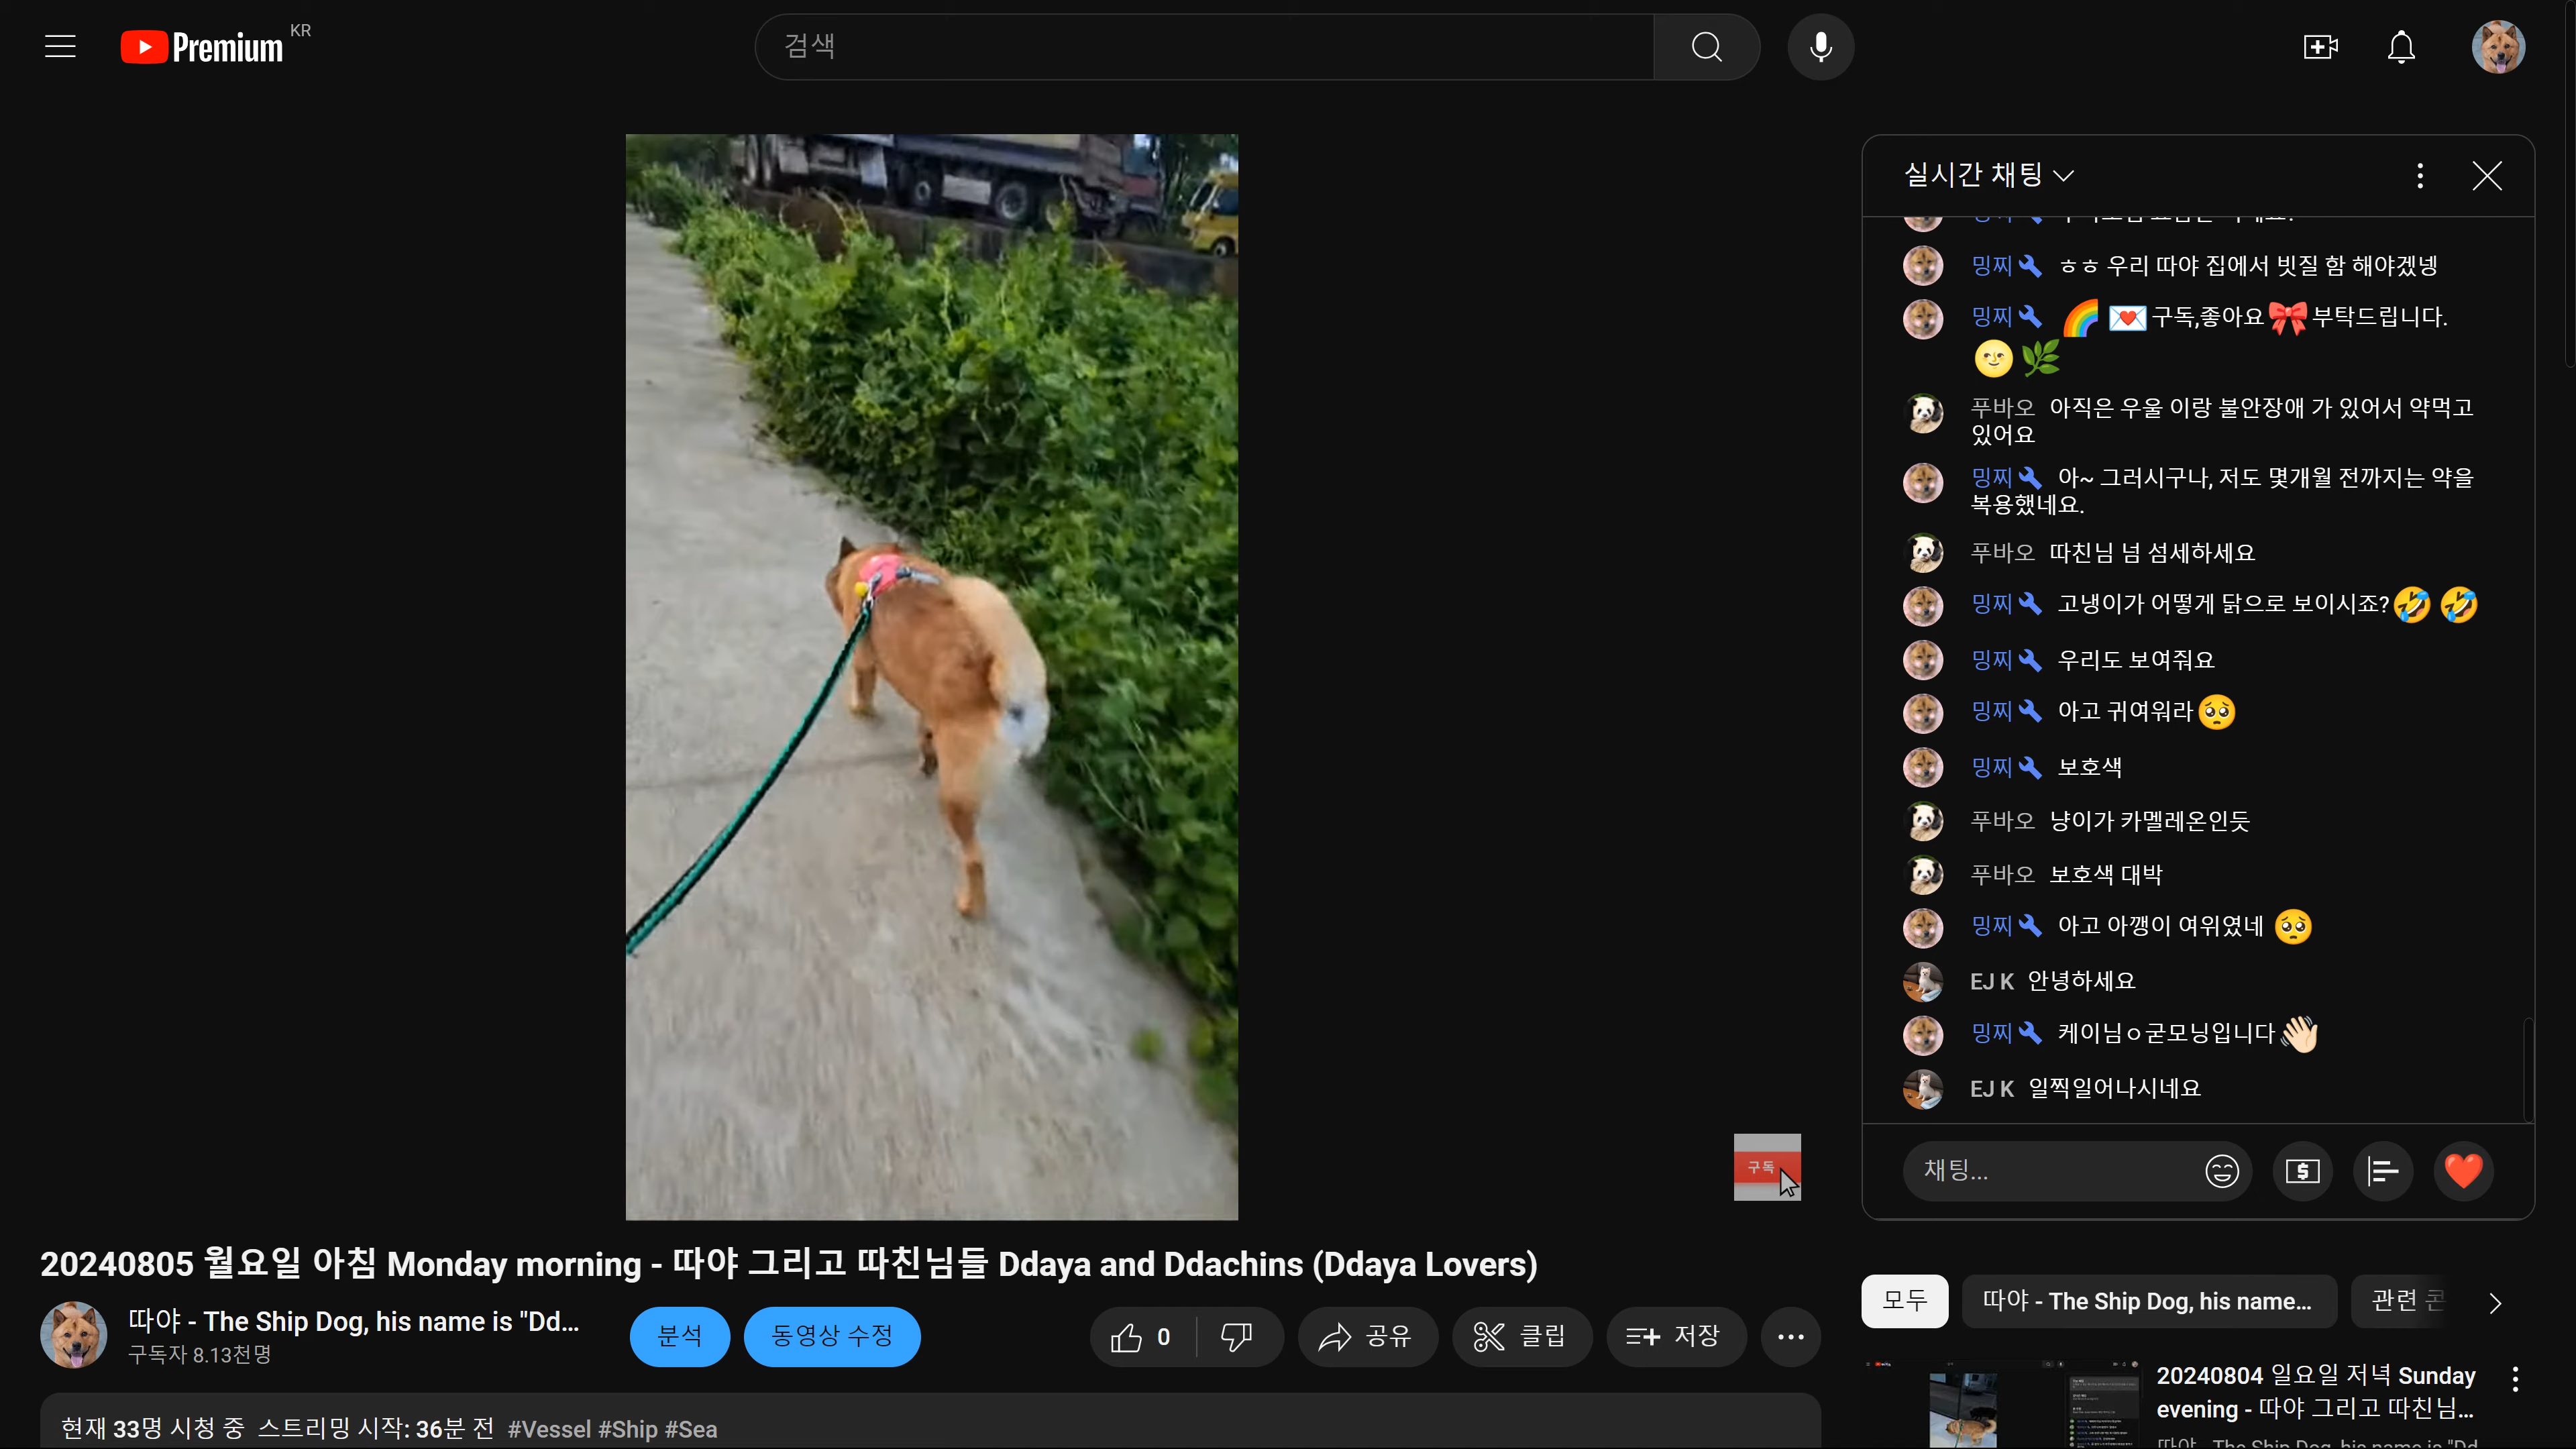 Premium KR
검색
실시간 채팅
밍찌 ㅎㅎ 우리 따야 집에서 빗질 함 해야겠넹
밍찌 🌈 💌구독,좋아요🎀부탁드립니다.
🌝 🌿
푸바오 아직은 우울 이랑 불안장애 가 있어서 약먹고
있어요
밍찌 아~ 그러시구나, 저도 몇개월 전까지는 약을
복용했네요.
푸바오 따친님 넘 섬세하세요
밍찌 고냉이가 어떻게 닭으로 보이시죠?🤣 🤣
밍찌 우리도 보여줘요
밍찌 아고 귀여워라🥺
밍찌 보호색
푸바오 냥이가 카멜레온인듯
푸바오 보호색 대박
밍찌 아고 아깽이 여위였네 🥺
EJ K 안녕하세요
밍찌 케이님ㅇ굳모닝입니다👋🏻
EJ K 일찍일어나시네요
채팅...
구독
20240805 월요일 아침 Monday morning - 따야 그리고 따친님들 Ddaya and Ddachins (Ddaya Lovers)
따야 - The Ship Dog, his name is "Dd...
구독자 8.13천명
분석
동영상 수정
0
공유
클립
저장
현재 33명 시청 중 스트리밍 시작: 36분 전 #Vessel #Ship #Sea
모두
따야 - The Ship Dog, his name...
관련
20240804 일요일 저녁 Sunday
evening - 따야 그리고 따친님...